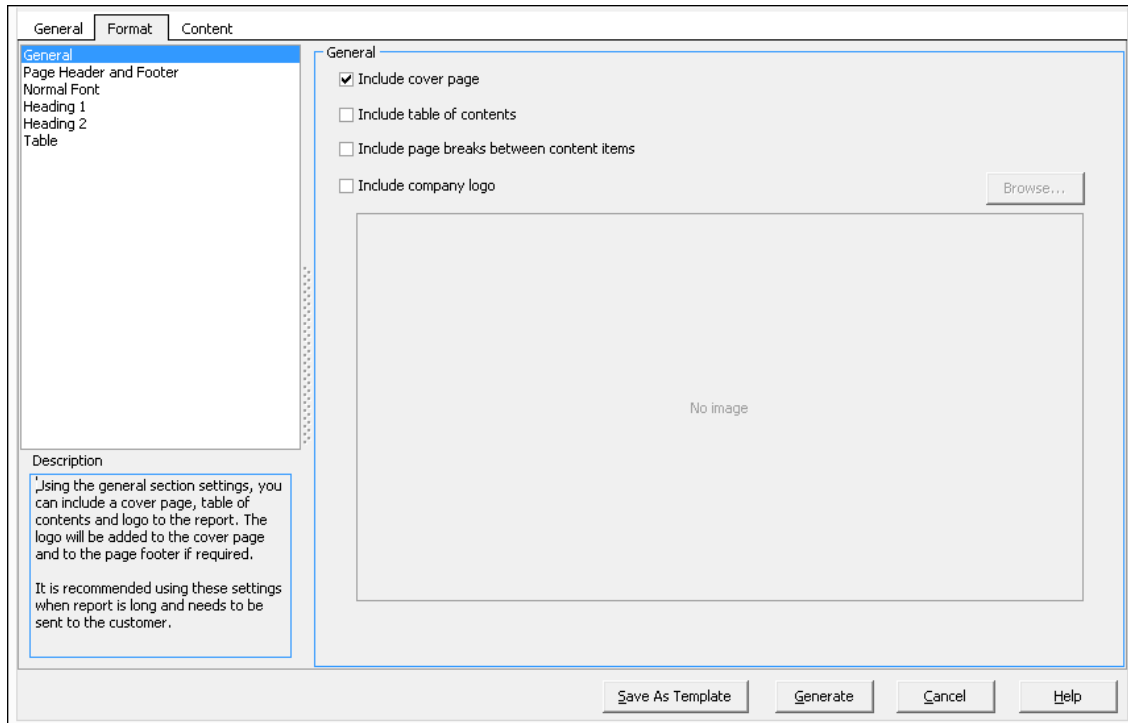 General Format Content
General
Page Header and Footer
Normal Font
Heading 1
Heading 2
Table
General
Include cover page
Include table of contents
Include page breaks between content items
Include company logo
Browse...
No image
Description
Using the general section settings, you
can include a cover page, table of
contents and logo to the report. The
logo will be added to the cover page
and to the page footer if required.
It is recommended using these settings
when report is long and needs to be
sent to the customer.
Save As Template Generate Cancel Help